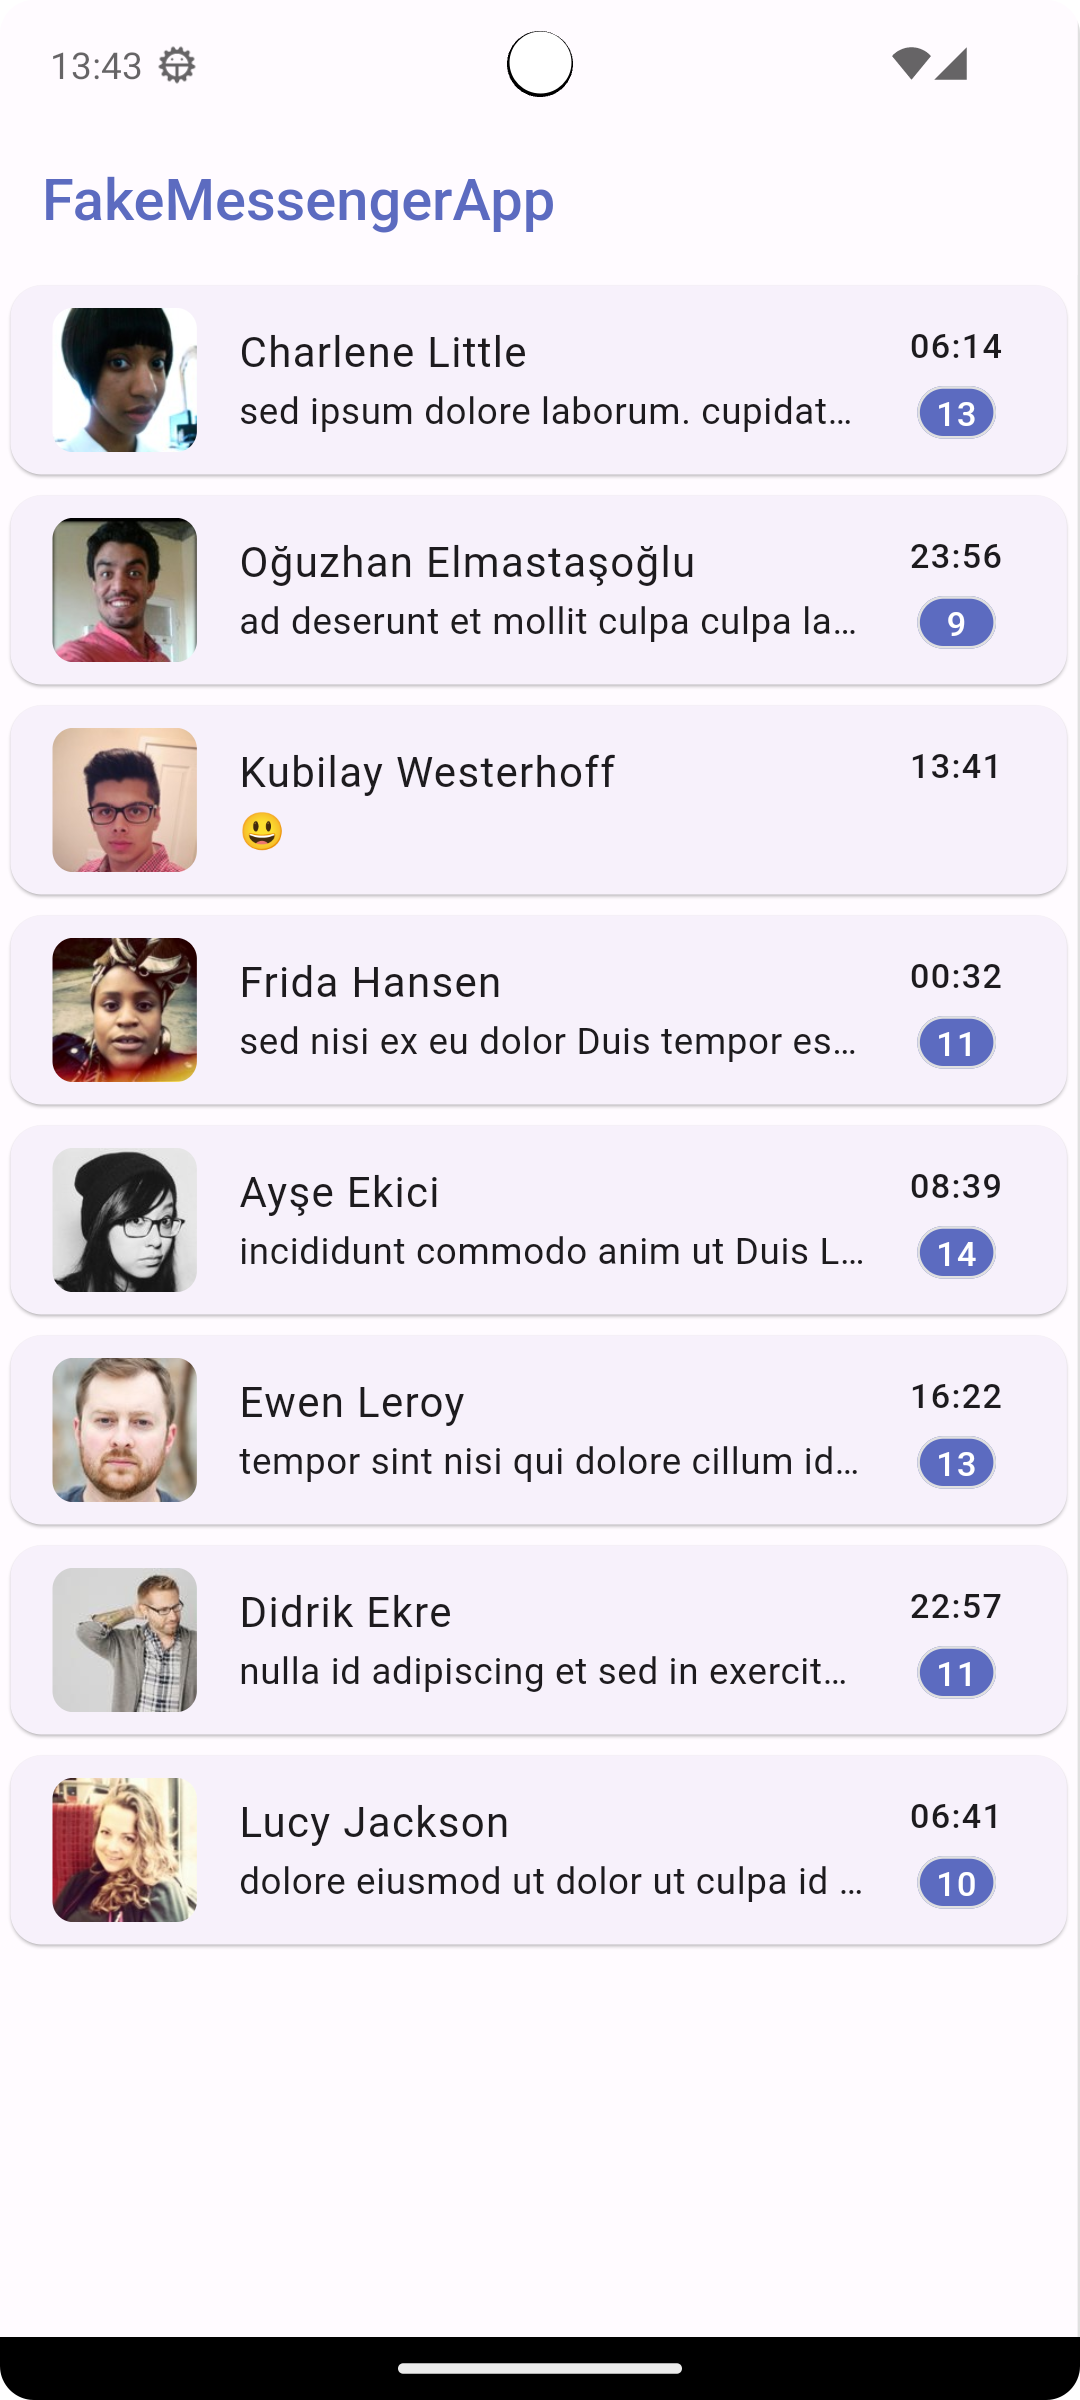 13:43
FakeMessengerApp
Charlene Little
06:14
sed ipsum dolore laborum. cupidat…
13
Oğuzhan Elmastaşoğlu
23:56
ad deserunt et mollit culpa culpa la…
9
Kubilay Westerhoff
13:41
😃
Frida Hansen
00:32
sed nisi ex eu dolor Duis tempor es…
11
Ayşe Ekici
08:39
incididunt commodo anim ut Duis L…
14
Ewen Leroy
16:22
tempor sint nisi qui dolore cillum id…
13
Didrik Ekre
22:57
nulla id adipiscing et sed in exercit…
11
Lucy Jackson
06:41
dolore eiusmod ut dolor ut culpa id …
10